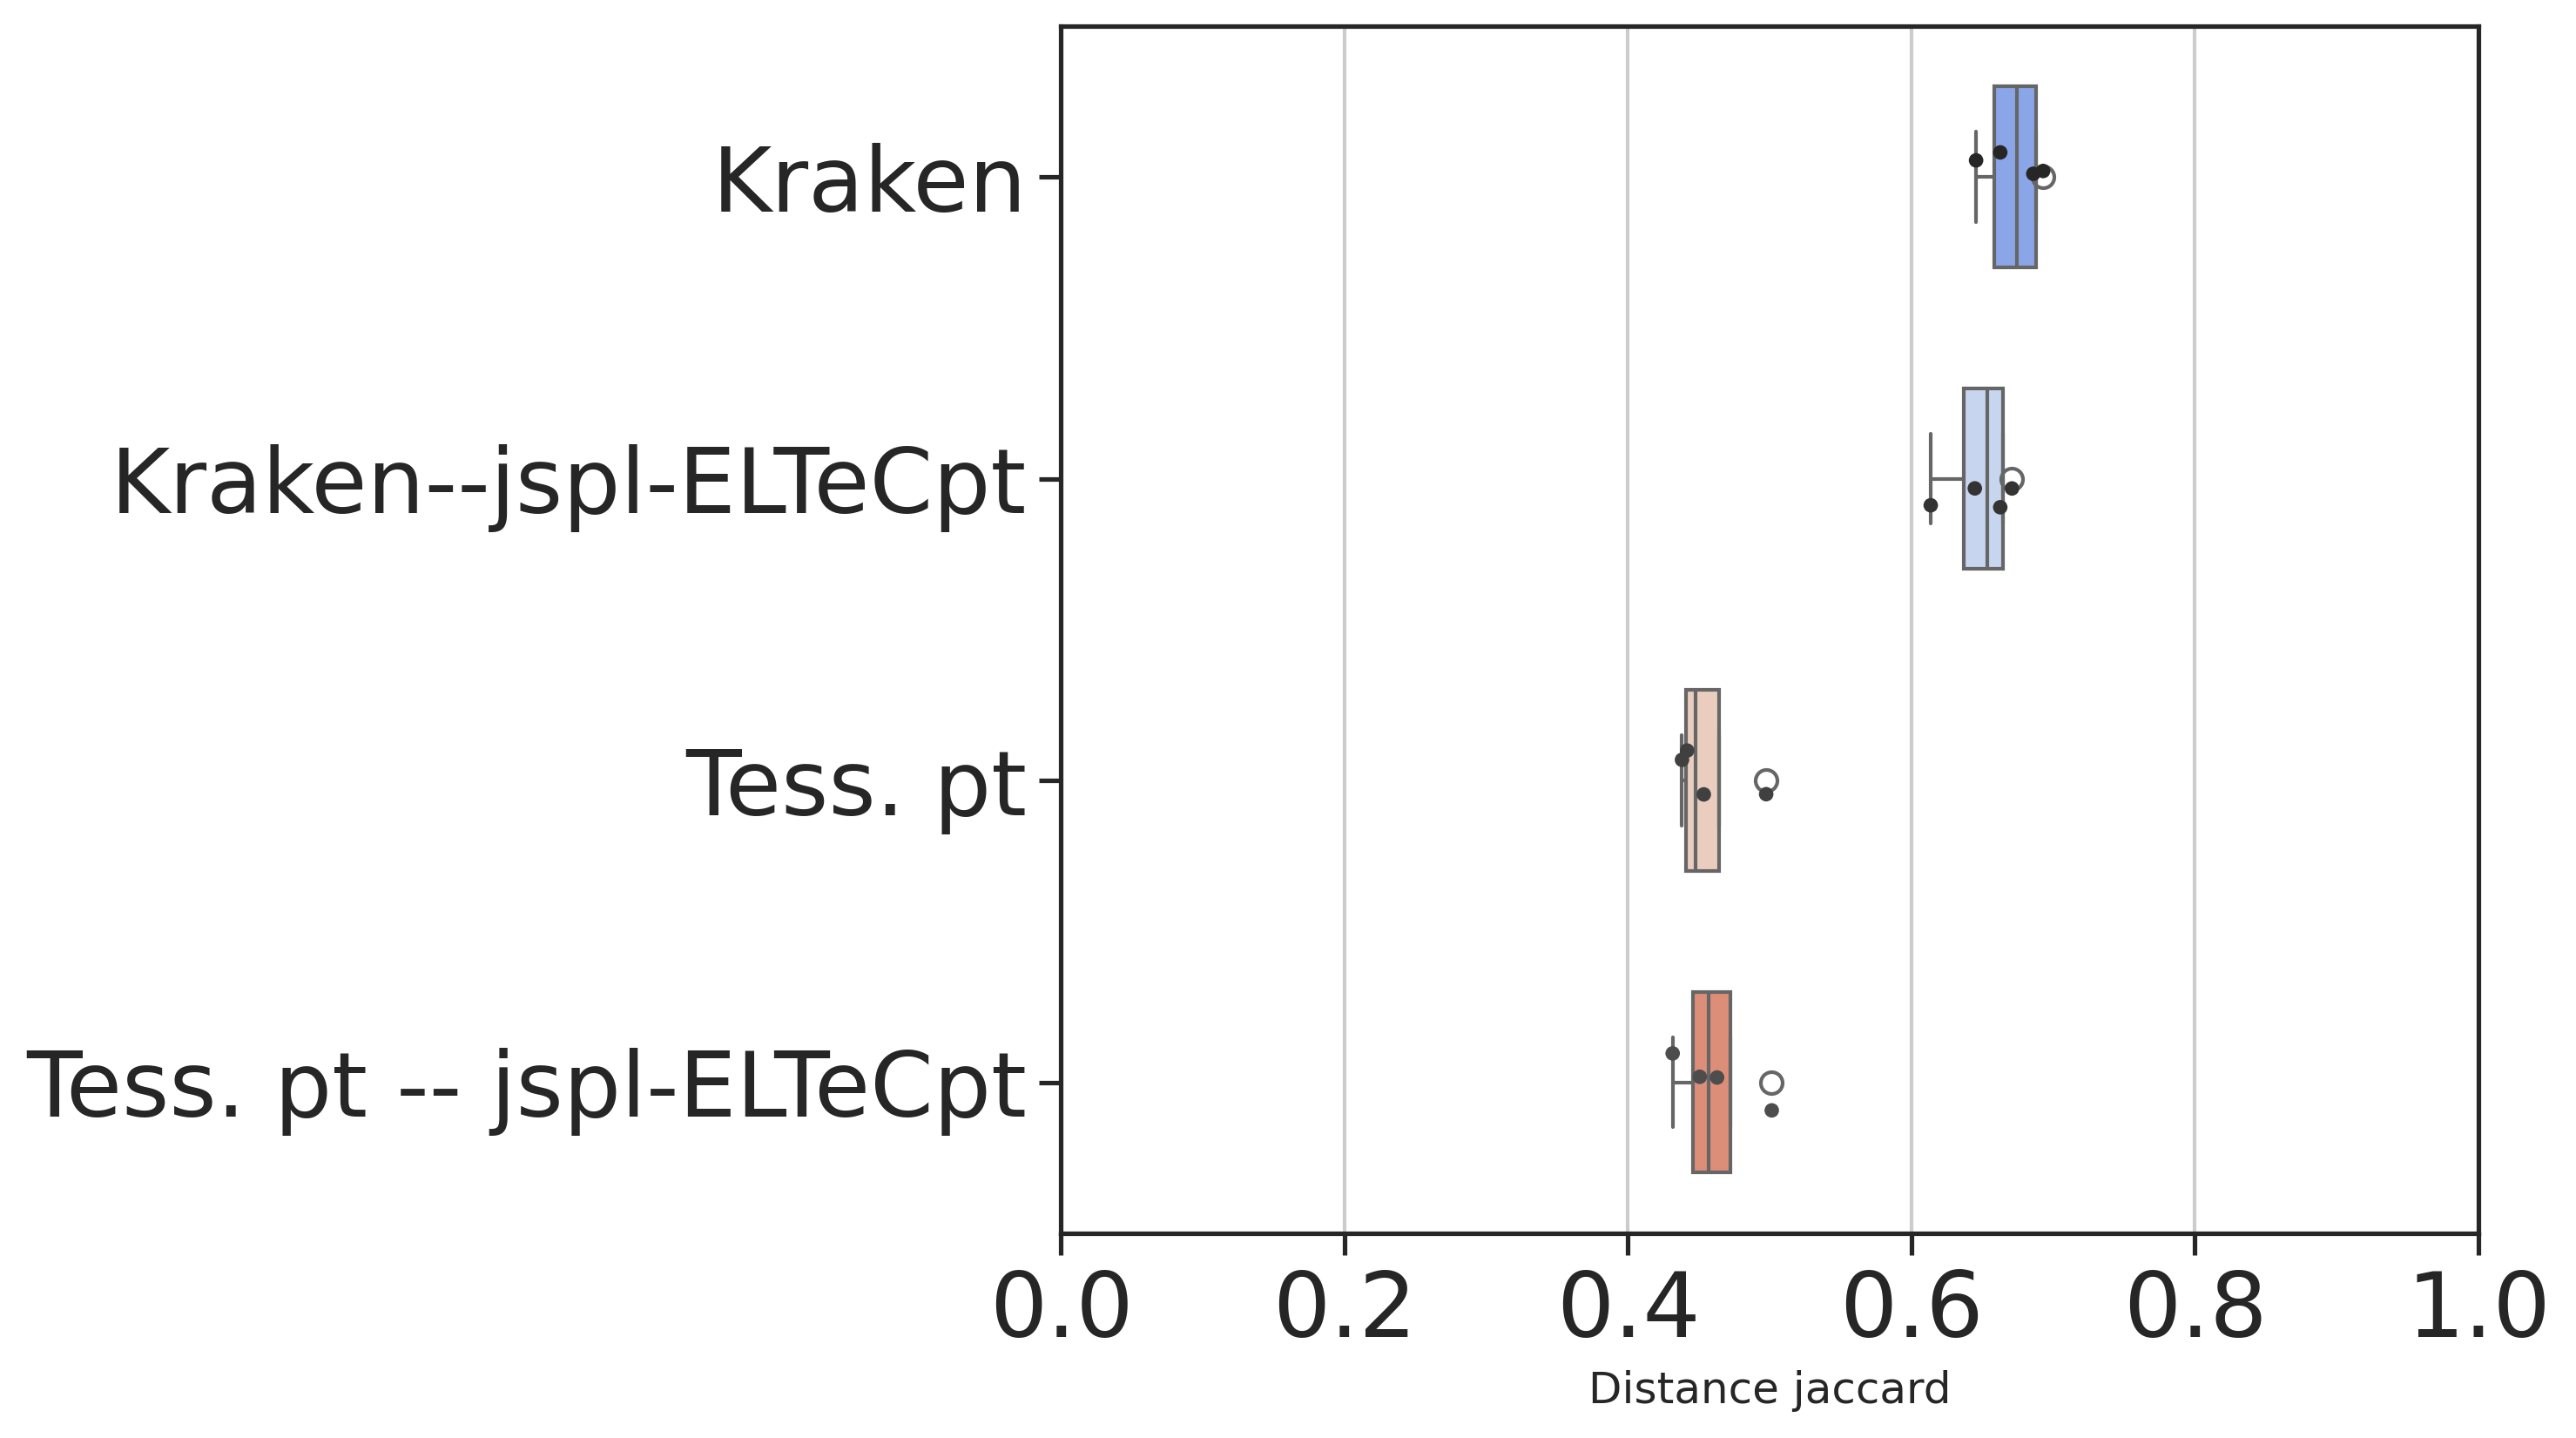 Kraken
Kraken--jspl-ELTeCpt
Tess. pt
Tess. pt -- jspl-ELTeCpt
0.0 0.2 0.4 0.6 0.8 1.0
Distance jaccard